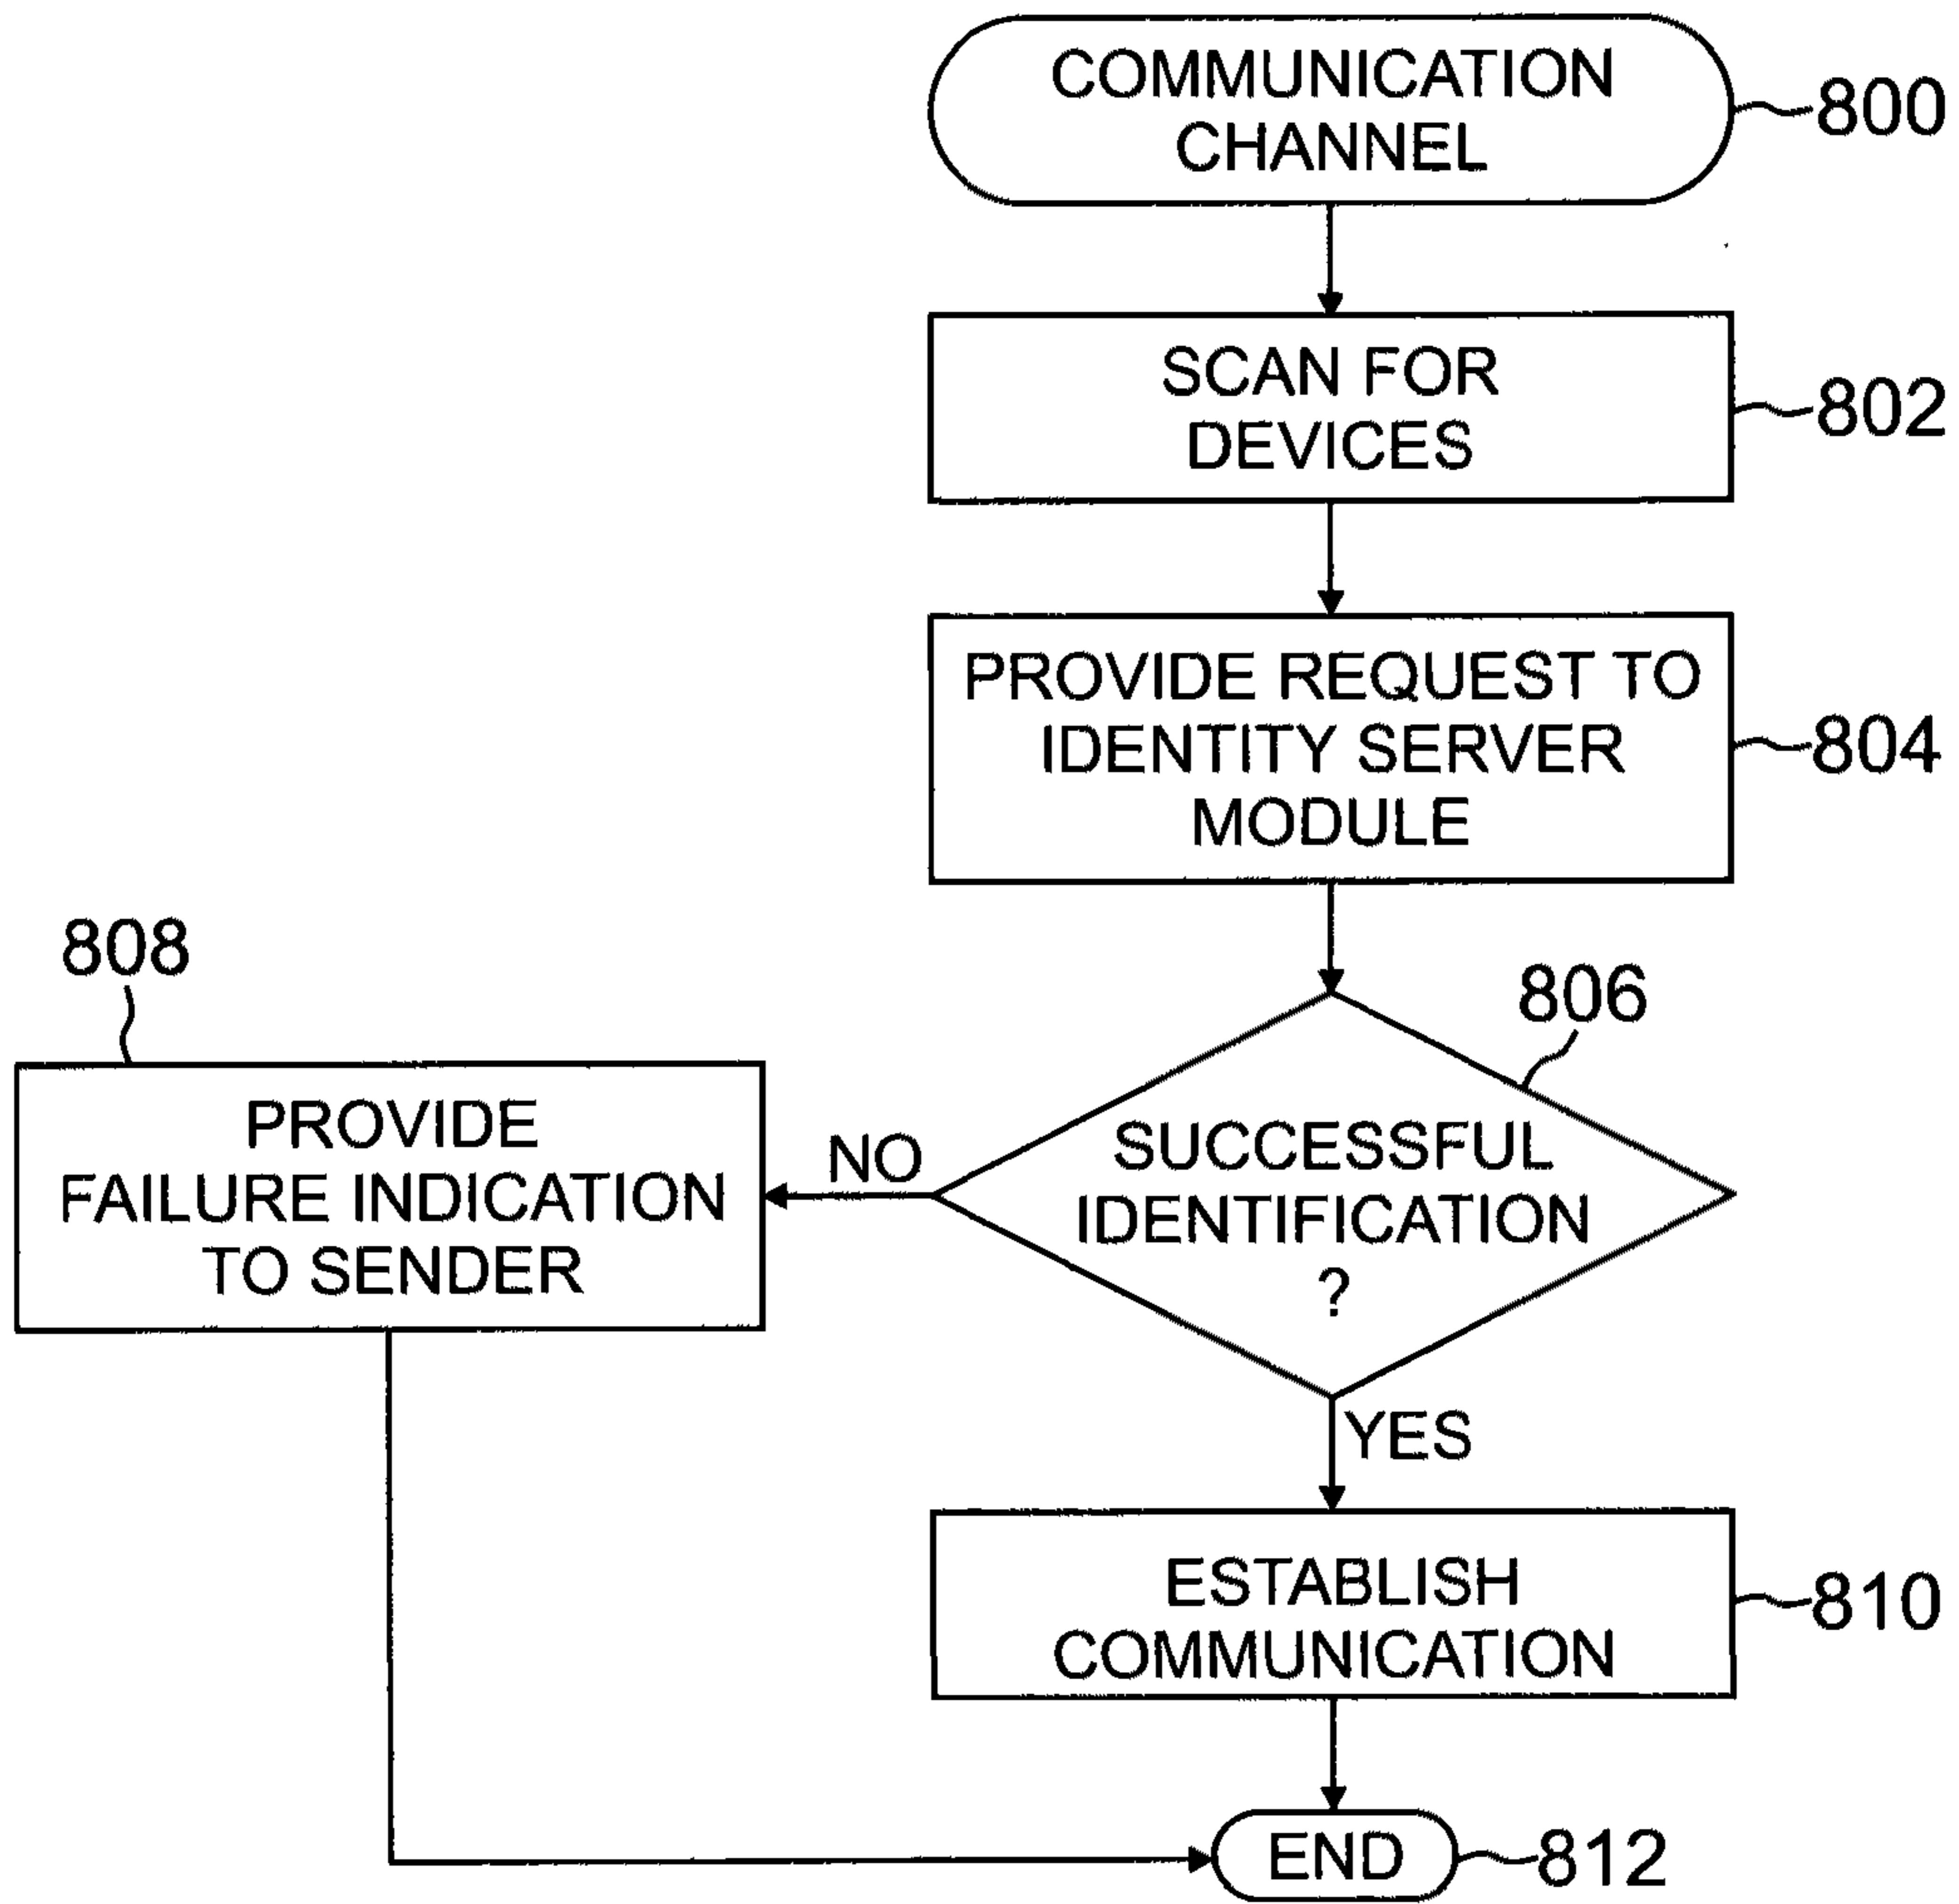 COMMUNICATION
CHANNEL
800
SCAN FOR
DEVICES
802
PROVIDE REQUEST TO
IDENTITY SERVER
MODULE
804
808
806
PROVIDE
FAILURE INDICATION
TO SENDER
NO
SUCCESSFUL
IDENTIFICATION
?
YES
ESTABLISH
COMMUNICATION
810
END
812